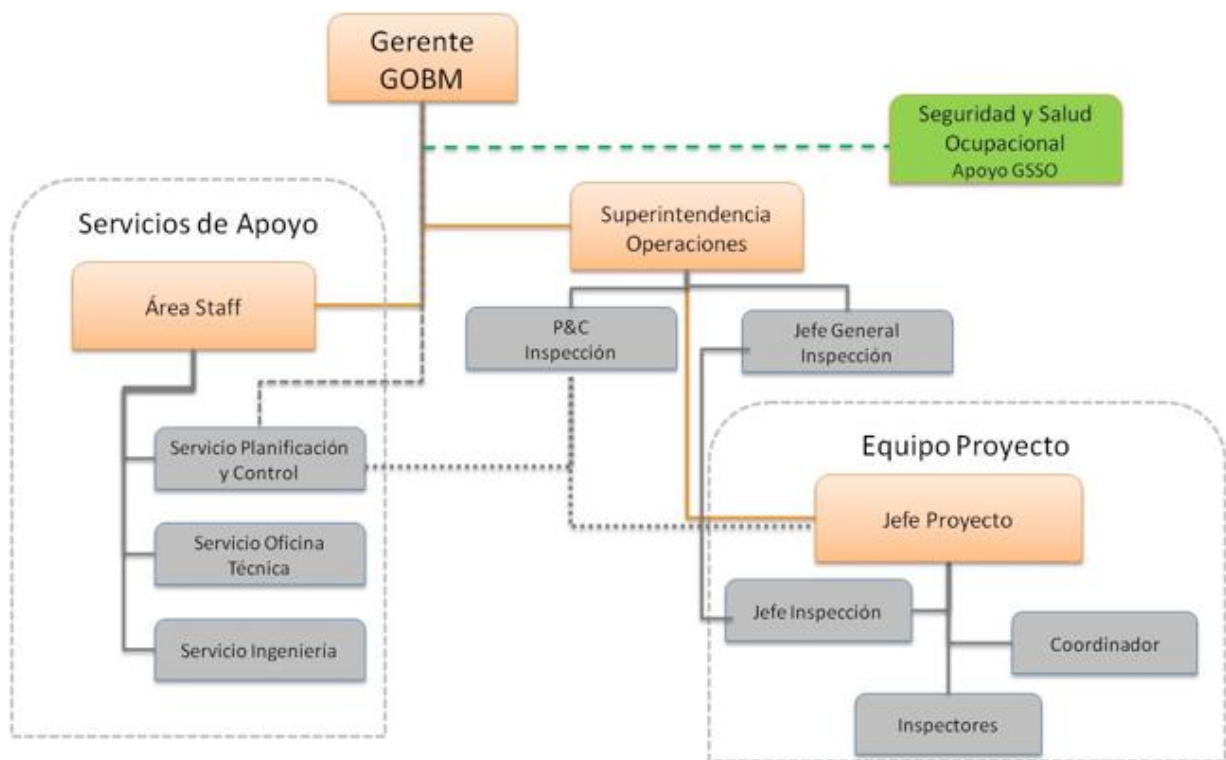 Gerente
GOBM
Seguridad y Salud
Ocupacional
Apoyo GSSO
Servicios de Apoyo
Superintendencia
Operaciones
Área Staff
P&C
Inspección
Jefe General
Inspección
Servicio Planificación
y Control
Equipo Proyecto
Jefe Proyecto
Servicio Oficina
Técnica
Jefe Inspección
Servicio Ingenieria
Coordinador
Inspectores